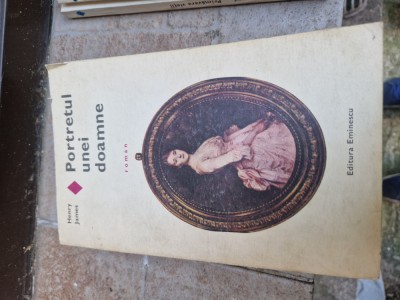 Henry
James
Portretul
unei
doamne
roman
Editura Eminescu